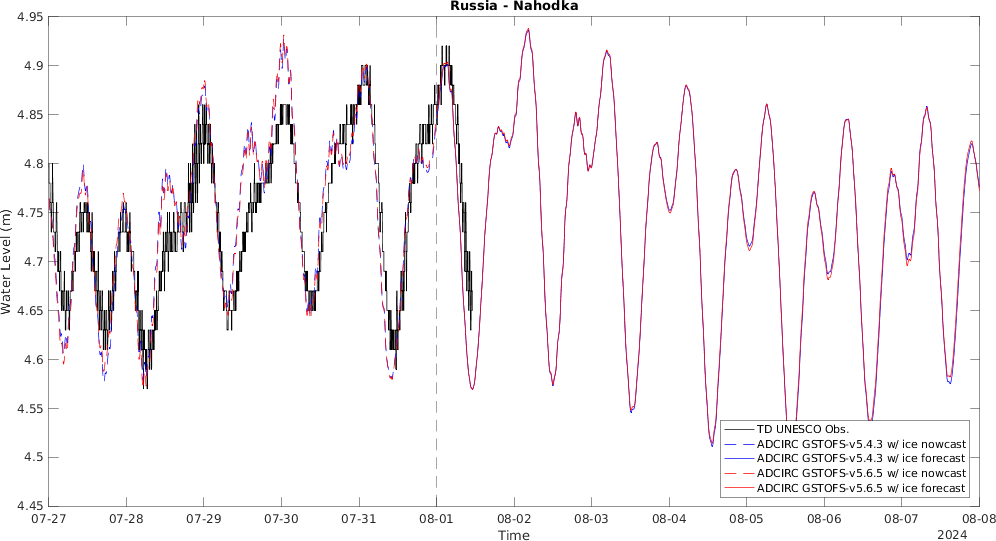 Russia - Nahodka
4.95
4.9
4.85
4.8
4.75
4.7
4.65
4.6
4.55
4.5
4.45
Water Level (m)
TD UNESCO Obs.
ADCIRC GSTOFS-v5.4.3 w/ ice nowcast
ADCIRC GSTOFS-v5.4.3 w/ ice forecast
ADCIRC GSTOFS-v5.6.5 w/ ice nowcast
ADCIRC GSTOFS-v5.6.5 w/ ice forecast
07-27 07-28 07-29 07-30 07-31 08-01 08-02 08-03 08-04 08-05 08-06 08-07 08-08
Time
2024